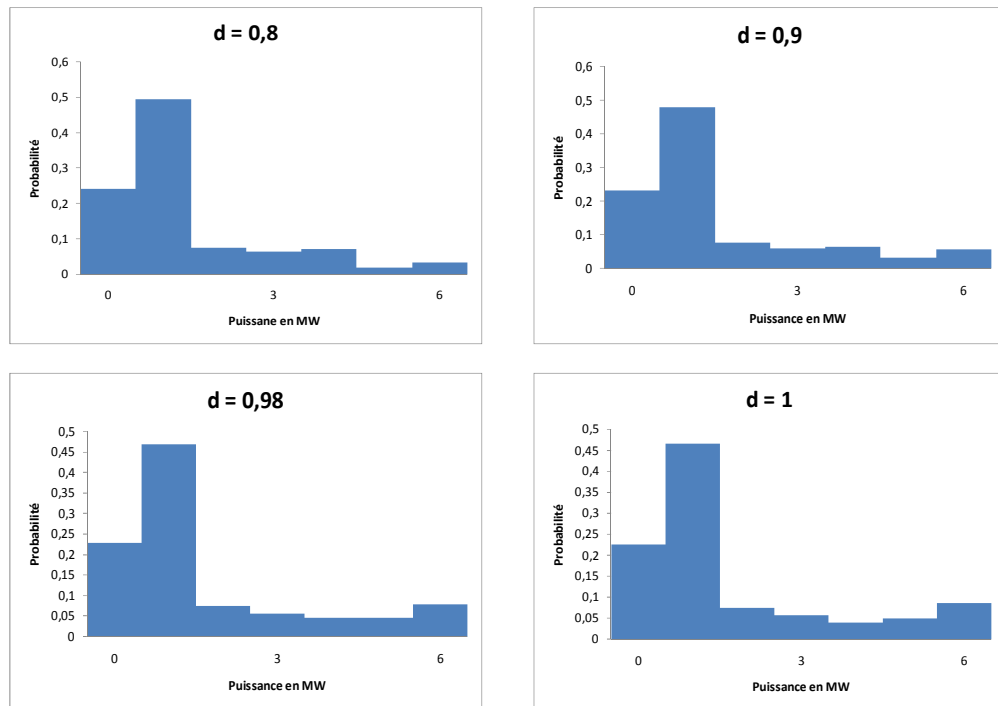 d = 0,8
0,6
0,5
0,4
0,3
0,2
0,1
0
Probabilité
0 3 6
Puissane en MW
d = 0,9
0,6
0,5
0,4
0,3
0,2
0,1
0
Probabilité
0 3 6
Puissance en MW
d = 0,98
0,5
0,45
0,4
0,35
0,3
0,25
0,2
0,15
0,1
0,05
0
Probabilité
0 3 6
Puissance en MW
d = 1
0,5
0,45
0,4
0,35
0,3
0,25
0,2
0,15
0,1
0,05
0
Probabilité
0 3 6
Puissance en MW